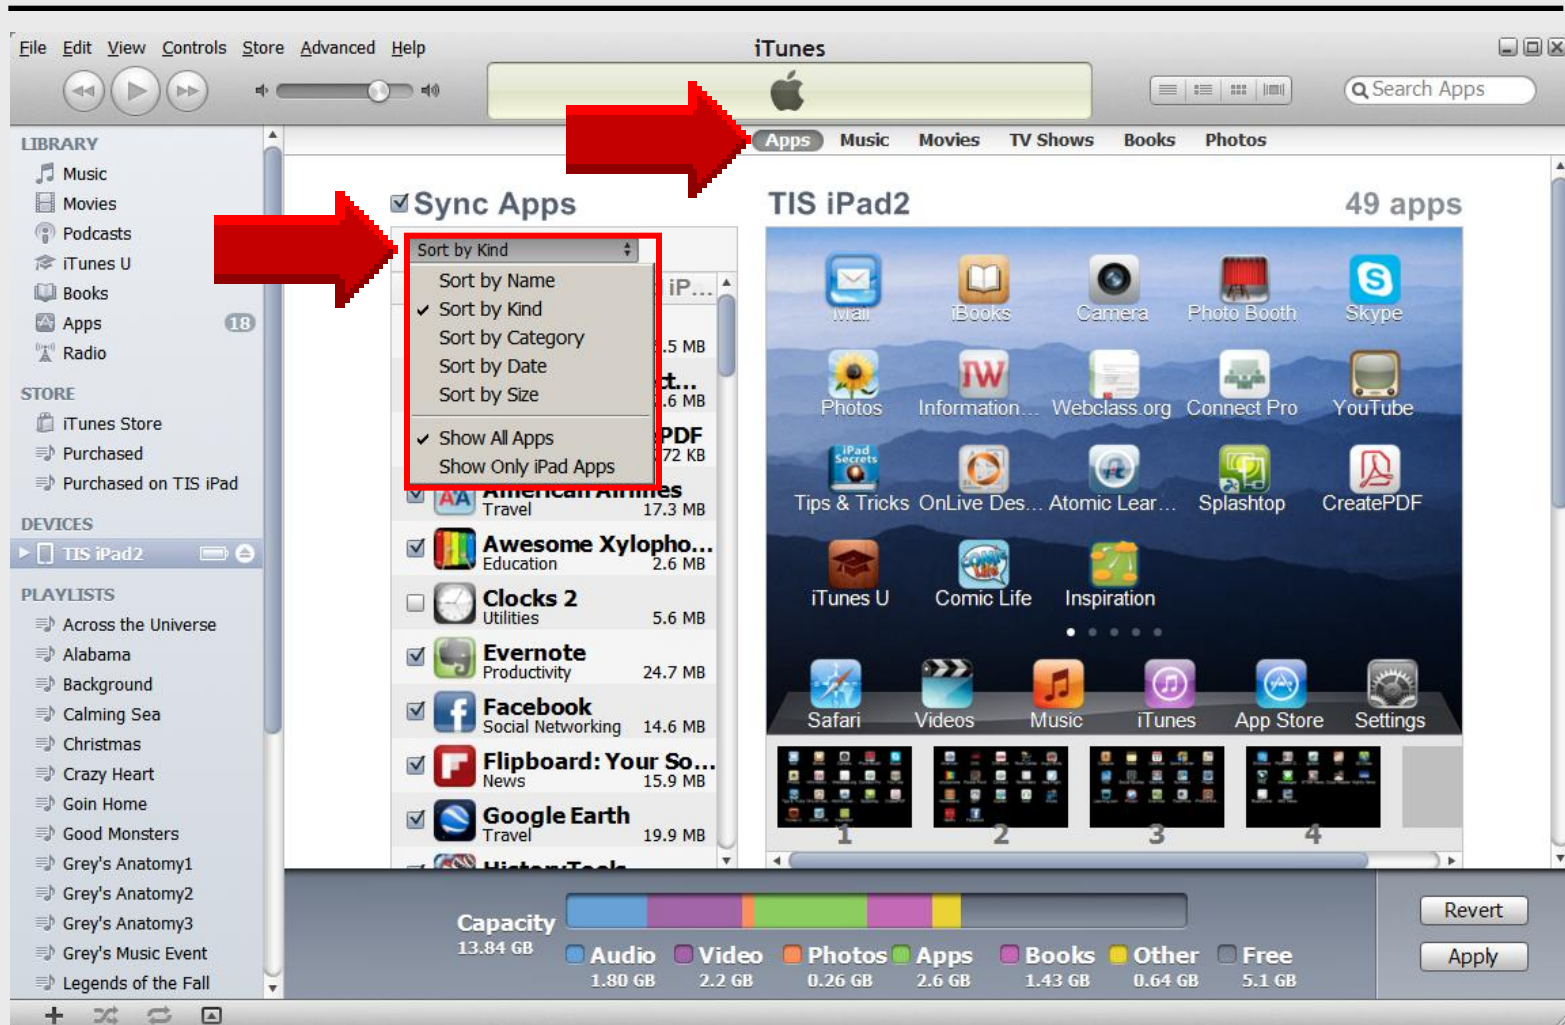 File Edit View Controls Store Advanced Help
iTunes
Search Apps
LIBRARY
Music
Movies
Podcasts
iTunes U
Books
Apps 18
Radio
STORE
iTunes Store
Purchased
Purchased on TIS iPad
DEVICES
TIS iPad2
PLAYLISTS
Across the Universe
Alabama
Background
Calming Sea
Christmas
Crazy Heart
Goin Home
Good Monsters
Grey's Anatomy1
Grey's Anatomy2
Grey's Anatomy3
Grey's Music Event
Legends of the Fall
Apps Music Movies TV Shows Books Photos
Sync Apps
Sort by Kind
Sort by Name
Sort by Kind
Sort by Category
Sort by Date
Sort by Size
Show All Apps
Show Only iPad Apps
iP...
.5 MB
.6 MB
PDF
72 KB
American Airlines
Travel 17.3 MB
Awesome Xylopho...
Education 2.6 MB
Clocks 2
Utilities 5.6 MB
Evernote
Productivity 24.7 MB
Facebook
Social Networking 14.6 MB
Flipboard: Your So...
News 15.9 MB
Google Earth
Travel 19.9 MB
HistoryTools
TIS iPad2 49 apps
Mail iBooks Camera Photo Booth Skype
Photos Information... Webclass.org Connect Pro YouTube
iPad
Secrets
Tips & Tricks OnLive Des... Atomic Lear... Splashtop CreatePDF
iTunes U Comic Life Inspiration
Safari Videos Music iTunes App Store Settings
1 2 3 4
Capacity
13.84 GB
Audio Video Photos Apps Books Other Free
1.80 GB 2.2 GB 0.26 GB 2.6 GB 1.43 GB 0.64 GB 5.1 GB
Revert
Apply